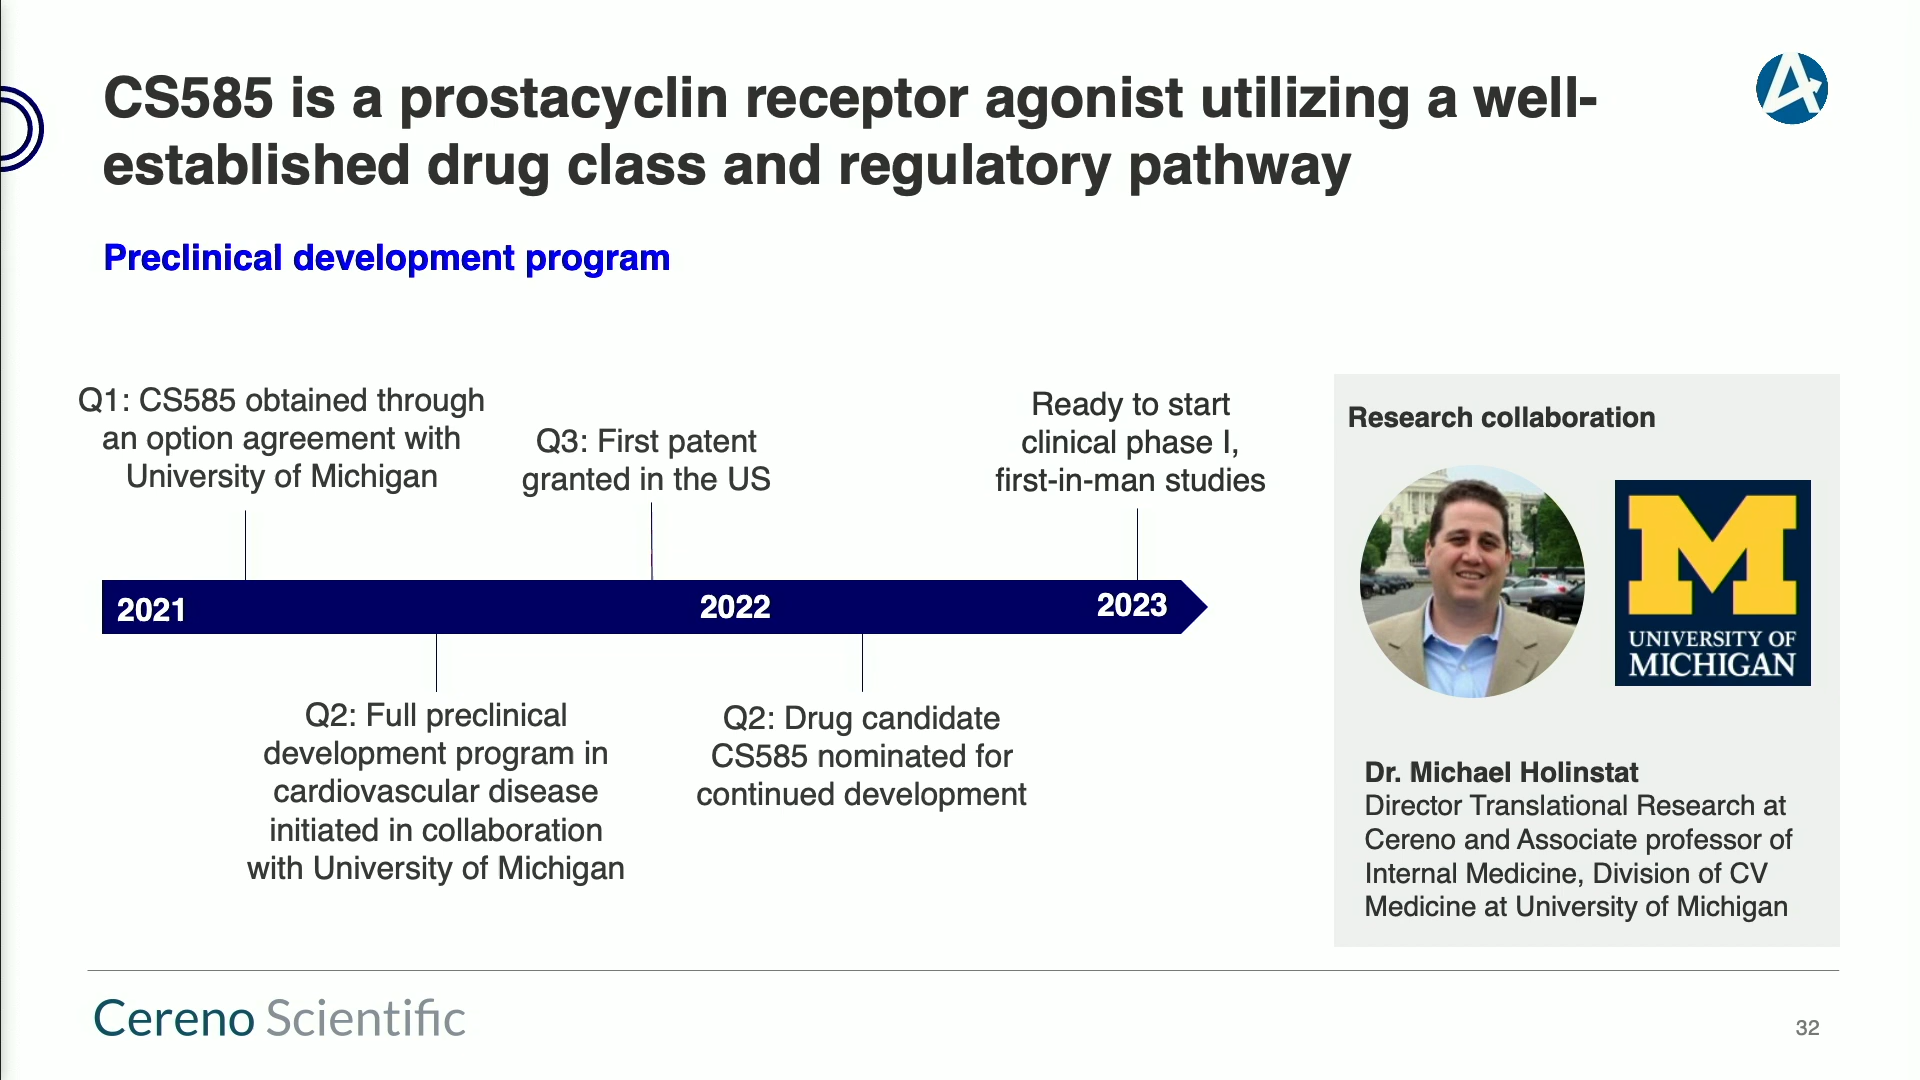 CS585 is a prostacyclin receptor agonist utilizing a well-
established drug class and regulatory pathway
Preclinical development program
Q1: CS585 obtained through
an option agreement with
University of Michigan
Q3: First patent
granted in the US
Ready to start
clinical phase I,
first-in-man studies
2021
2022
2023
Q2: Full preclinical
development program in
cardiovascular disease
initiated in collaboration
with University of Michigan
Q2: Drug candidate
CS585 nominated for
continued development
Research collaboration
M
UNIVERSITY OF
MICHIGAN
Dr. Michael Holinstat
Director Translational Research at
Cereno and Associate professor of
Internal Medicine, Division of CV
Medicine at University of Michigan
Cereno Scientific
32